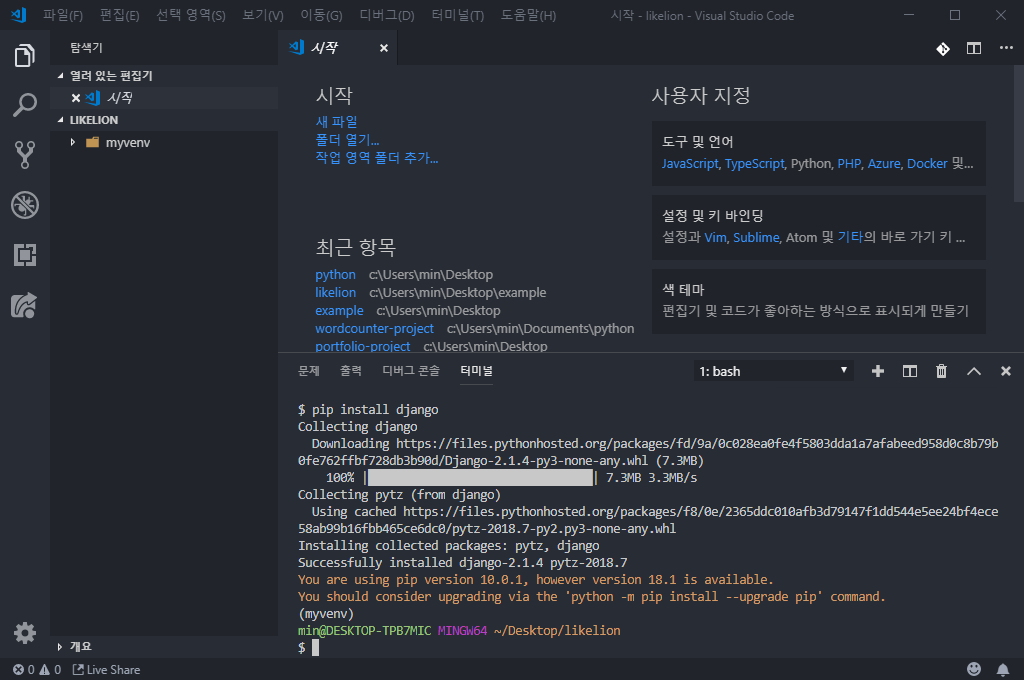 파일(F) 편집(E) 선택 영역(S) 보기(V) 이동(G) 디버그(D) 터미널(T) 도움말(H) 시작 - likelion - Visual Studio Code
탐색기
열려 있는 편집기
시작
LIKELION
myvenv
개요
시작
시작
새 파일
폴더 열기...
작업 영역 폴더 추가...
최근 항목
python c:\Users\min\Desktop
likelion c:\Users\min\Desktop\example
example c:\Users\min\Desktop
wordcounter-project c:\Users\min\Documents\python
portfolio-project c:\Users\min\Desktop
사용자 지정
도구 및 언어
JavaScript, TypeScript, Python, PHP, Azure, Docker 및...
설정 및 키 바인딩
설정과 Vim, Sublime, Atom 및 기타의 바로 가기 키 ...
색 테마
편집기 및 코드가 좋아하는 방식으로 표시되게 만들기
문제 출력 디버그 콘솔 터미널 1: bash
$ pip install django
Collecting django
Downloading https://files.pythonhosted.org/packages/fd/9a/0c028ea0fe4f5803dda1a7afabeed958d0c8b79b
0fe762ffbf728db3b90d/Django-2.1.4-py3-none-any.whl (7.3MB)
100% | | 7.3MB 3.3MB/s
Collecting pytz (from django)
Using cached https://files.pythonhosted.org/packages/f8/0e/2365ddc010afb3d79147f1dd544e5ee24bf4ece
58ab99b16fbb465ce6dc0/pytz-2018.7-py2.py3-none-any.whl
Installing collected packages: pytz, django
Successfully installed django-2.1.4 pytz-2018.7
You are using pip version 10.0.1, however version 18.1 is available.
You should consider upgrading via the 'python -m pip install --upgrade pip' command.
(myvenv)
min@DESKTOP-TPB7MIC MINGW64 ~/Desktop/likelion
$
0 0 Live Share